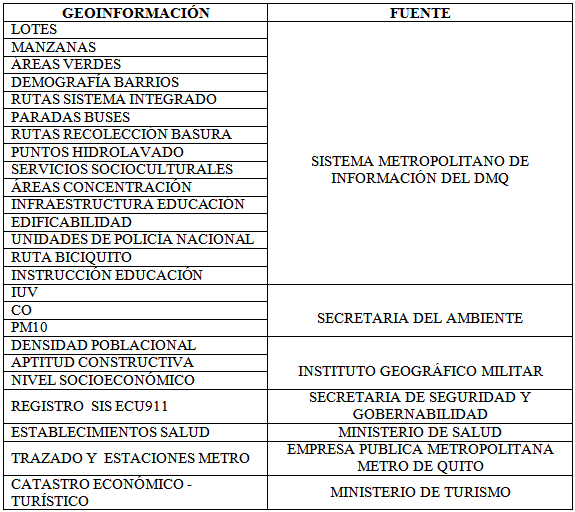 GEOINFORMACIÓN FUENTE
LOTES
MANZANAS
ÁREAS VERDES
DEMOGRAFÍA BARRIOS
RUTAS SISTEMA INTEGRADO
PARADAS BUSES
RUTAS RECOLECCIÓN BASURA
PUNTOS HIDROLAVADO
SERVICIOS SOCIOCULTURALES
ÁREAS CONCENTRACIÓN
INFRAESTRUCTURA EDUCACIÓN
EDIFICABILIDAD
UNIDADES DE POLICÍA NACIONAL
RUTA BICIQUITO
INSTRUCCIÓN EDUCACIÓN
SISTEMA METROPOLITANO DE
INFORMACIÓN DEL DMQ
IUV
CO
PM10
SECRETARIA DEL AMBIENTE
DENSIDAD POBLACIONAL
APTITUD CONSTRUCTIVA
NIVEL SOCIOECONÓMICO
INSTITUTO GEOGRÁFICO MILITAR
REGISTRO SIS ECU911
SECRETARIA DE SEGURIDAD Y
GOBERNABILIDAD
ESTABLECIMIENTOS SALUD
MINISTERIO DE SALUD
TRAZADO Y ESTACIONES METRO
EMPRESA PUBLICA METROPOLITANA
METRO DE QUITO
CATASTRO ECONÓMICO -
TURÍSTICO
MINISTERIO DE TURISMO